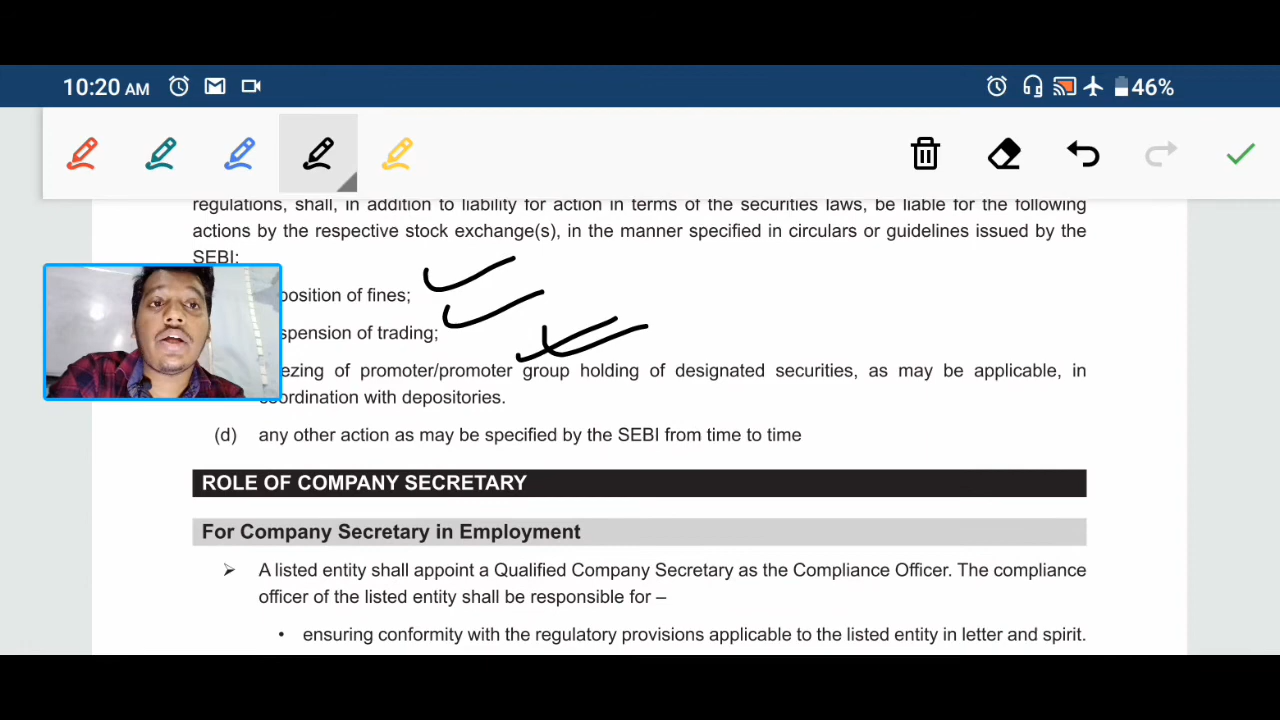 10:20 AM 46%
regulations, shall, in addition to liability for action in terms of the securities laws, be liable for the following
actions by the respective stock exchange(s), in the manner specified in circulars or guidelines issued by the
SEBI:
position of fines;
spension of trading;
ezing of promoter/promoter group holding of designated securities, as may be applicable, in
ordination with depositories.
(d) any other action as may be specified by the SEBI from time to time
ROLE OF COMPANY SECRETARY
For Company Secretary in Employment
➢ A listed entity shall appoint a Qualified Company Secretary as the Compliance Officer. The compliance
officer of the listed entity shall be responsible for –
• ensuring conformity with the regulatory provisions applicable to the listed entity in letter and spirit.